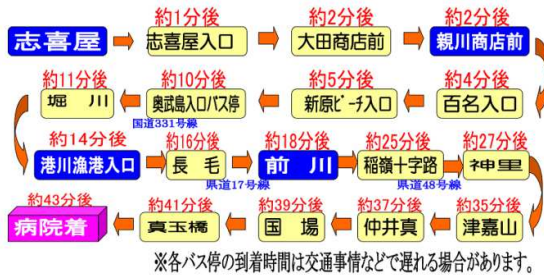 約1分後 約2分後 約2分後
志喜屋 志喜屋入口 大田商店前 親川商店前
約11分後 約10分後 約5分後 約4分後
堀川 奥武島入口バス停 新原ビーチ入口 百名入口
国道331号線
約14分後 約16分後 約18分後 約25分後 約27分後
港川漁港入口 長毛 前川 稲嶺十字路 神里
県道17号線 県道48号線
約43分後 約41分後 約39分後 約37分後 約35分後
病院着 真玉橋 国場 仲井真 津嘉山
※各バス停の到着時間は交通事情などで遅れる場合があります。